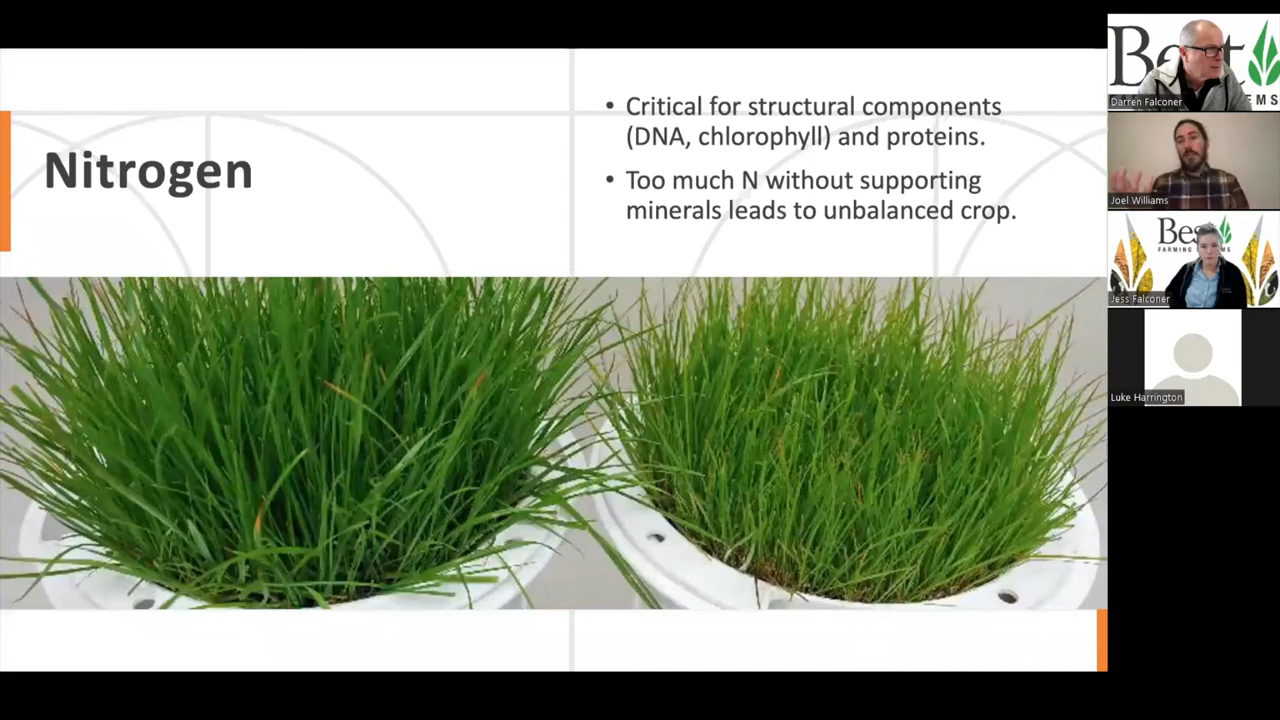 Nitrogen
• Critical for structural components
(DNA, chlorophyll) and proteins.
• Too much N without supporting
minerals leads to unbalanced crop.
Darren Falconer
Joel Williams
Best
Jess Falconer
Luke Harrington